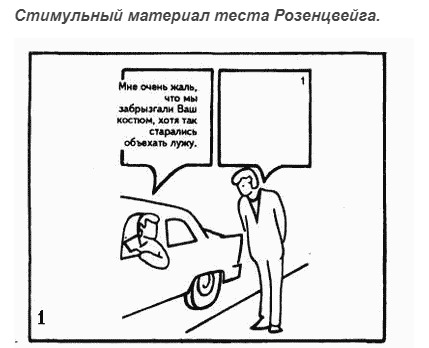 Стимульный материал теста Розенцвейга.
Мне очень жаль,
что мы
забрызгали Ваш
костюм, хотя так
старались
объехать лужу.
1
1